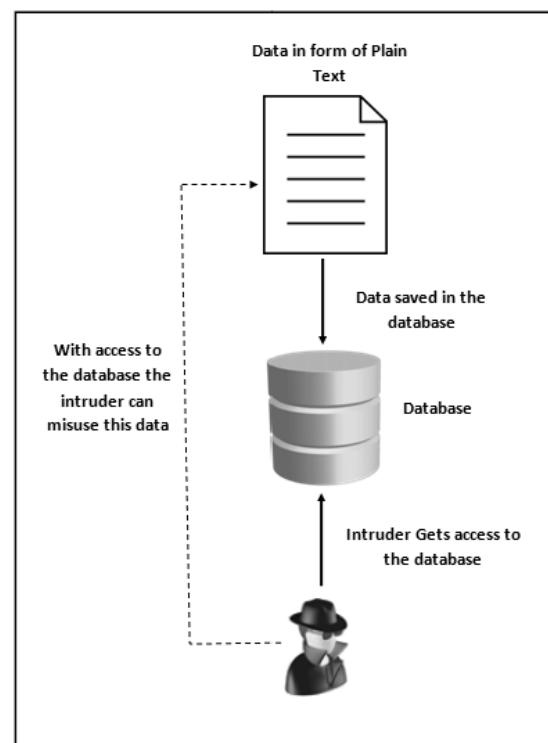 Data in form of Plain
Text
Data saved in the
database
With access to
the database the
intruder can
misuse this data
Database
Intruder Gets access to
the database